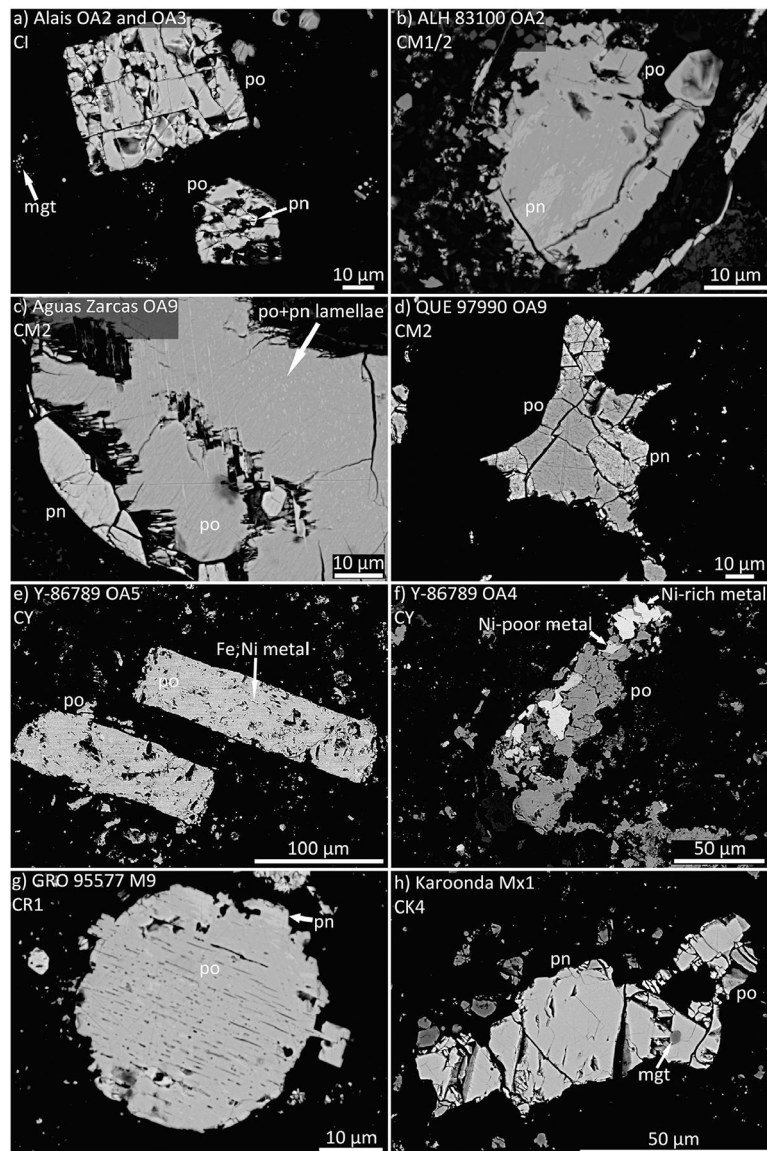 a) Alais OA2 and OA3
CI
po
mgt
po
pn
10 µm
b) ALH 83100 OA2
CM1/2
po
pn
10 µm
c) Aguas Zarcas OA9
CM2
po+pn lamellae
pn
po
10 µm
d) QUE 97990 OA9
CM2
po
pn
10 µm
e) Y-86789 OA5
CY
Fe,Ni metal
po
po
100 µm
f) Y-86789 OA4
CY
Ni-rich metal
Ni-poor metal
po
50 µm
g) GRO 95577 M9
CR1
pn
po
10 µm
h) Karoonda Mx1
CK4
pn
po
mgt
50 µm